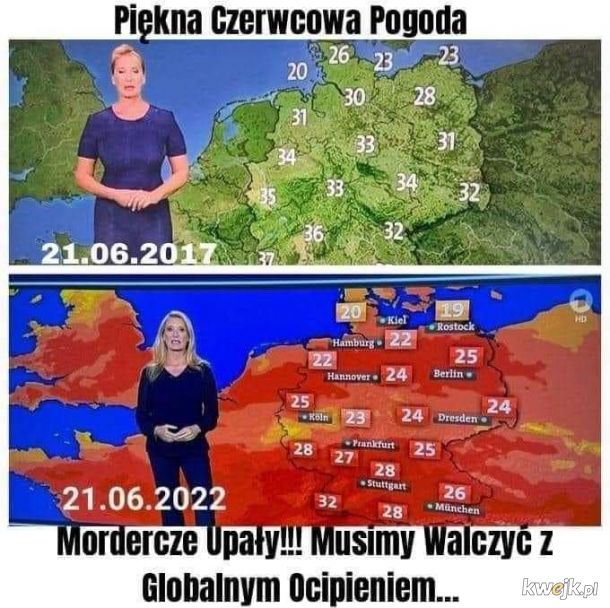 Piękna Czerwcowa Pogoda
20 26 23 23
30 28
31
33 31
34
35 33 34 32
36 32
37
21.06.2017
20 19
Kiel Rostock
HD
Hamburg 22
22 25
Hannover 24 Berlin
25 24
Köln 23 24 Dresden
Frankfurt
28 27 25
28
Stuttgart
32 26
28 München
21.06.2022
Mordercze Upały!!! Musimy Walczyć z
Globalnym Ocipieniem...
kwejk.pl